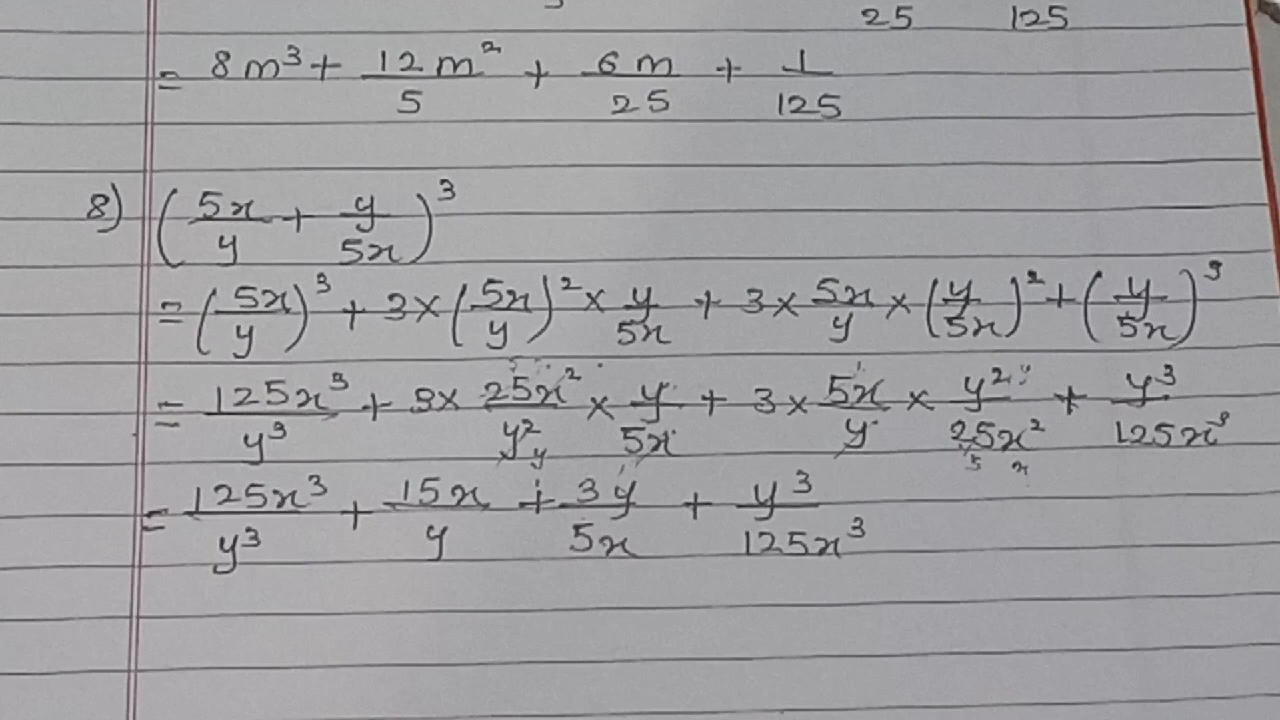 25 125
= 8m³ + 12m²/5 + 6m/25 + 1/125
8) (5x/y + y/5x)³
= (5x/y)³ + 3×(5x/y)² × y/5x + 3× 5x/y × (y/5x)² + (y/5x)³
= 125x³/y³ + 3× 25x²/y² × y/5x + 3× 5x/y × y²/25x² + y³/125x³
= 125x³/y³ + 15x/y + 3y/5x + y³/125x³